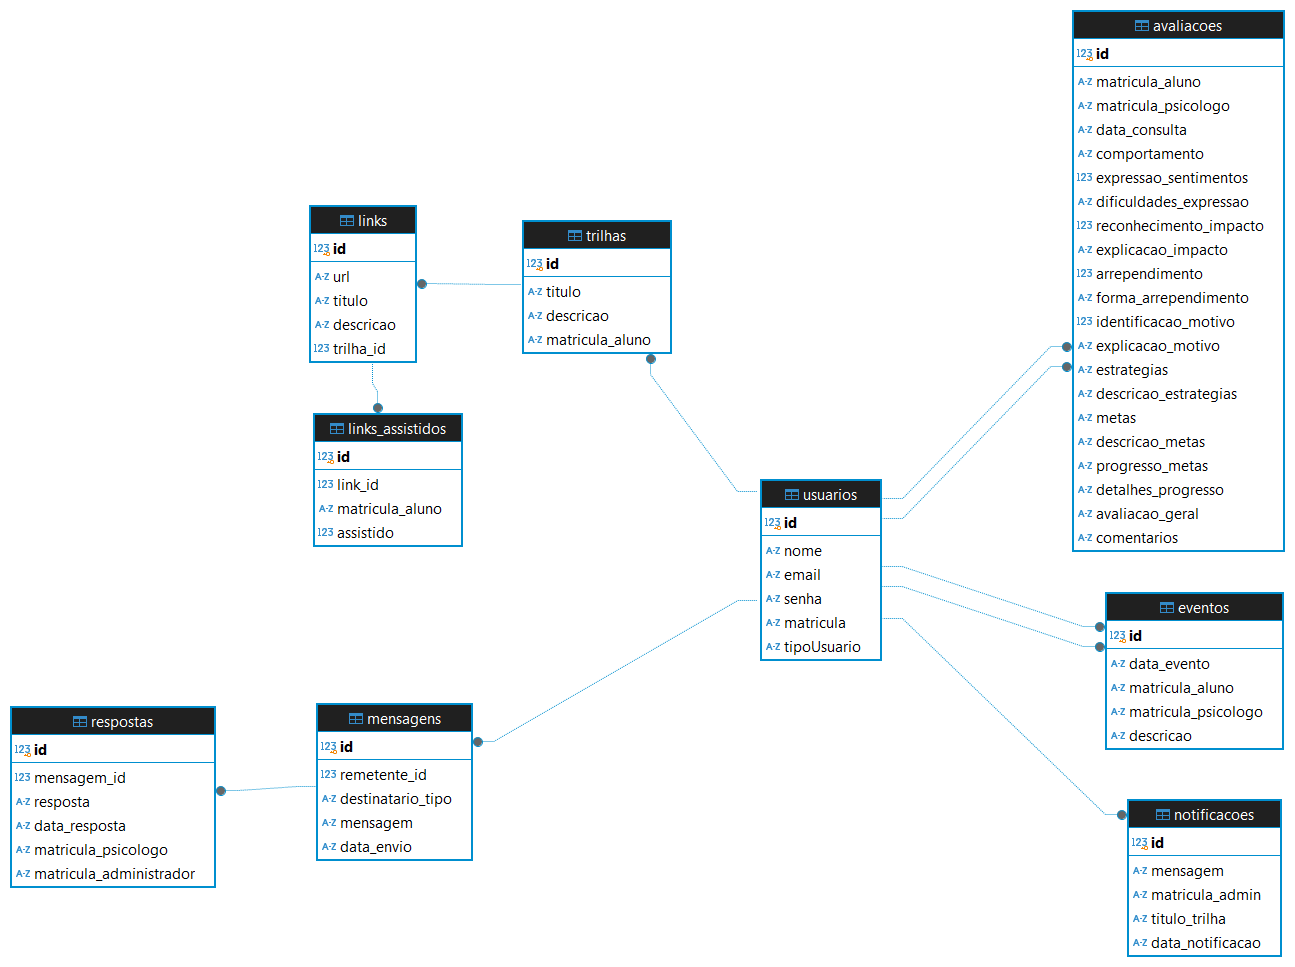 avaliacoes
123 id
A-Z matricula_aluno
A-Z matricula_psicologo
A-Z data_consulta
A-Z comportamento
123 expressao_sentimentos
A-Z dificuldades_expressao
123 reconhecimento_impacto
A-Z explicacao_impacto
123 arrependimento
A-Z forma_arrependimento
123 identificacao_motivo
A-Z explicacao_motivo
A-Z estrategias
A-Z descricao_estrategias
A-Z metas
A-Z descricao_metas
A-Z progresso_metas
A-Z detalhes_progresso
A-Z avaliacao_geral
A-Z comentarios
links
123 id
A-Z url
A-Z titulo
A-Z descricao
123 trilha_id
trilhas
123 id
A-Z titulo
A-Z descricao
A-Z matricula_aluno
links_assistidos
123 id
123 link_id
A-Z matricula_aluno
123 assistido
usuarios
123 id
A-Z nome
A-Z email
A-Z senha
A-Z matricula
A-Z tipoUsuario
eventos
123 id
A-Z data_evento
A-Z matricula_aluno
A-Z matricula_psicologo
A-Z descricao
respostas
123 id
123 mensagem_id
A-Z resposta
A-Z data_resposta
A-Z matricula_psicologo
A-Z matricula_administrador
mensagens
123 id
123 remetente_id
A-Z destinatario_tipo
A-Z mensagem
A-Z data_envio
notificacoes
123 id
A-Z mensagem
A-Z matricula_admin
A-Z titulo_trilha
A-Z data_notificacao